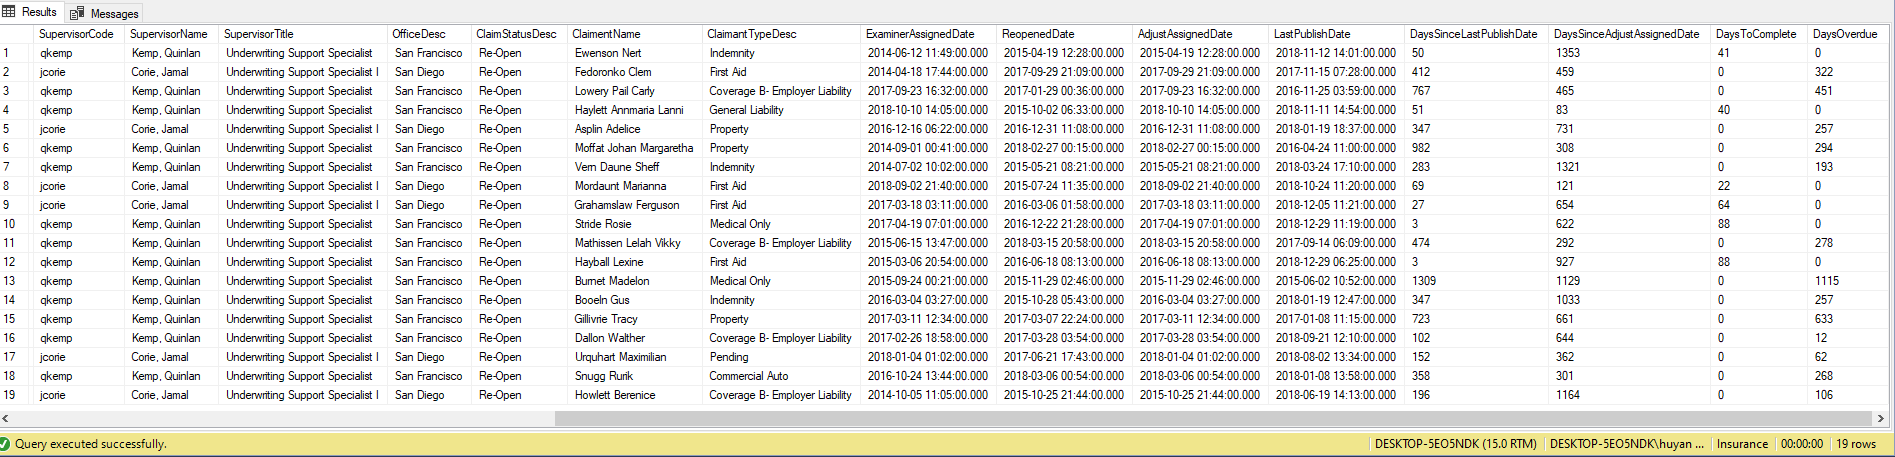 Results Messages
SupervisorCode SupervisorName SupervisorTitle OfficeDesc ClaimStatusDesc ClaimentName ClaimantTypeDesc ExaminerAssignedDate ReopenedDate AdjustAssignedDate LastPublishDate DaysSinceLastPublishDate DaysSinceAdjustAssignedDate DaysToComplete DaysOverdue
1 qkemp Kemp, Quinlan Underwriting Support Specialist San Francisco Re-Open Ewenson Nert Indemnity 2014-06-12 11:49:00.000 2015-04-19 12:28:00.000 2015-04-19 12:28:00.000 2018-11-12 14:01:00.000 50 1353 41 0
2 jcorie Corie, Jamal Underwriting Support Specialist I San Diego Re-Open Fedoronko Clem First Aid 2014-04-18 17:44:00.000 2017-09-29 21:09:00.000 2017-09-29 21:09:00.000 2017-11-15 07:28:00.000 412 459 0 322
3 qkemp Kemp, Quinlan Underwriting Support Specialist San Francisco Re-Open Lowery Pail Carly Coverage B- Employer Liability 2017-09-23 16:32:00.000 2017-01-29 00:36:00.000 2017-09-23 16:32:00.000 2016-11-25 03:59:00.000 767 465 0 451
4 qkemp Kemp, Quinlan Underwriting Support Specialist San Francisco Re-Open Haylett Annmaria Lanni General Liability 2018-10-10 14:05:00.000 2015-10-02 06:33:00.000 2018-10-10 14:05:00.000 2018-11-11 14:54:00.000 51 83 40 0
5 jcorie Corie, Jamal Underwriting Support Specialist I San Diego Re-Open Asplin Adelice Property 2016-12-16 06:22:00.000 2016-12-31 11:08:00.000 2016-12-31 11:08:00.000 2018-01-19 18:37:00.000 347 731 0 257
6 qkemp Kemp, Quinlan Underwriting Support Specialist San Francisco Re-Open Moffat Johan Margaretha Property 2014-09-01 00:41:00.000 2018-02-27 00:15:00.000 2018-02-27 00:15:00.000 2016-04-24 11:00:00.000 982 308 0 294
7 qkemp Kemp, Quinlan Underwriting Support Specialist San Francisco Re-Open Vern Daune Sheff Indemnity 2014-07-02 10:02:00.000 2015-05-21 08:21:00.000 2015-05-21 08:21:00.000 2018-03-24 17:10:00.000 283 1321 0 193
8 jcorie Corie, Jamal Underwriting Support Specialist I San Diego Re-Open Mordaunt Marianna First Aid 2018-09-02 21:40:00.000 2015-07-24 11:35:00.000 2018-09-02 21:40:00.000 2018-10-24 11:20:00.000 69 121 22 0
9 jcorie Corie, Jamal Underwriting Support Specialist I San Diego Re-Open Grahamslaw Ferguson First Aid 2017-03-18 03:11:00.000 2016-03-06 01:58:00.000 2017-03-18 03:11:00.000 2018-12-05 11:21:00.000 27 654 64 0
10 qkemp Kemp, Quinlan Underwriting Support Specialist San Francisco Re-Open Stride Rosie Medical Only 2017-04-19 07:01:00.000 2016-12-22 21:28:00.000 2017-04-19 07:01:00.000 2018-12-29 11:19:00.000 3 622 88 0
11 qkemp Kemp, Quinlan Underwriting Support Specialist San Francisco Re-Open Mathissen Lelah Vikky Coverage B- Employer Liability 2015-06-15 13:47:00.000 2018-03-15 20:58:00.000 2018-03-15 20:58:00.000 2017-09-14 06:09:00.000 474 292 0 278
12 qkemp Kemp, Quinlan Underwriting Support Specialist San Francisco Re-Open Hayball Lexine First Aid 2015-03-06 20:54:00.000 2016-06-18 08:13:00.000 2016-06-18 08:13:00.000 2018-12-29 06:25:00.000 3 927 88 0
13 qkemp Kemp, Quinlan Underwriting Support Specialist San Francisco Re-Open Burnet Madelon Medical Only 2015-09-24 00:21:00.000 2015-11-29 02:46:00.000 2015-11-29 02:46:00.000 2015-06-02 10:52:00.000 1309 1129 0 1115
14 qkemp Kemp, Quinlan Underwriting Support Specialist San Francisco Re-Open Booeln Gus Indemnity 2016-03-04 03:27:00.000 2015-10-28 05:43:00.000 2016-03-04 03:27:00.000 2018-01-19 12:47:00.000 347 1033 0 257
15 qkemp Kemp, Quinlan Underwriting Support Specialist San Francisco Re-Open Gillivrie Tracy Property 2017-03-11 12:34:00.000 2017-03-07 22:24:00.000 2017-03-11 12:34:00.000 2017-01-08 11:15:00.000 723 661 0 633
16 qkemp Kemp, Quinlan Underwriting Support Specialist San Francisco Re-Open Dallon Walther Coverage B- Employer Liability 2017-02-26 18:58:00.000 2017-03-28 03:54:00.000 2017-03-28 03:54:00.000 2018-09-21 12:10:00.000 102 644 0 12
17 jcorie Corie, Jamal Underwriting Support Specialist I San Diego Re-Open Urquhart Maximilian Pending 2018-01-04 01:02:00.000 2017-06-21 17:43:00.000 2018-01-04 01:02:00.000 2018-08-02 13:34:00.000 152 362 0 62
18 qkemp Kemp, Quinlan Underwriting Support Specialist San Francisco Re-Open Snugg Rurik Commercial Auto 2016-10-24 13:44:00.000 2018-03-06 00:54:00.000 2018-03-06 00:54:00.000 2018-01-08 13:58:00.000 358 301 0 268
19 jcorie Corie, Jamal Underwriting Support Specialist I San Diego Re-Open Howlett Berenice Coverage B- Employer Liability 2014-10-05 11:05:00.000 2015-10-25 21:44:00.000 2015-10-25 21:44:00.000 2018-06-19 14:13:00.000 196 1164 0 106
Query executed successfully. DESKTOP-5EO5NDK (15.0 RTM) DESKTOP-5EO5NDK\huyan ... Insurance 00:00:00 19 rows